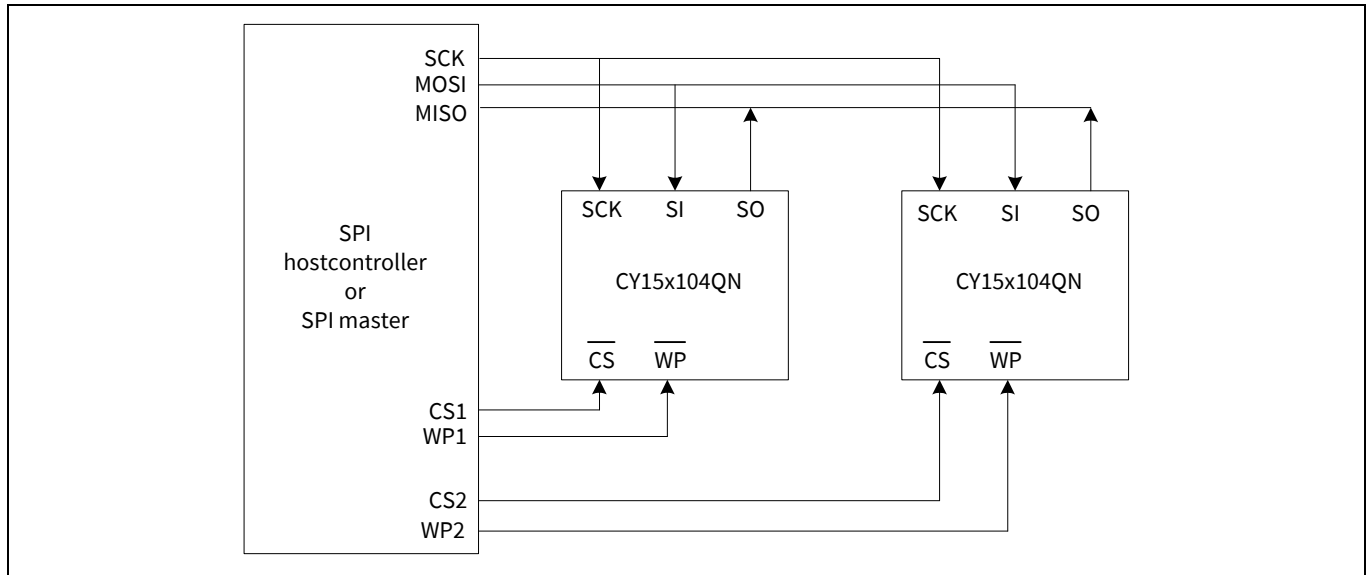 SCK
MOSI
MISO
SPI
hostcontroller
or
SPI master
CS1
WP1
CS2
WP2
SCK SI SO
CY15x104QN
CS WP
SCK SI SO
CY15x104QN
CS WP